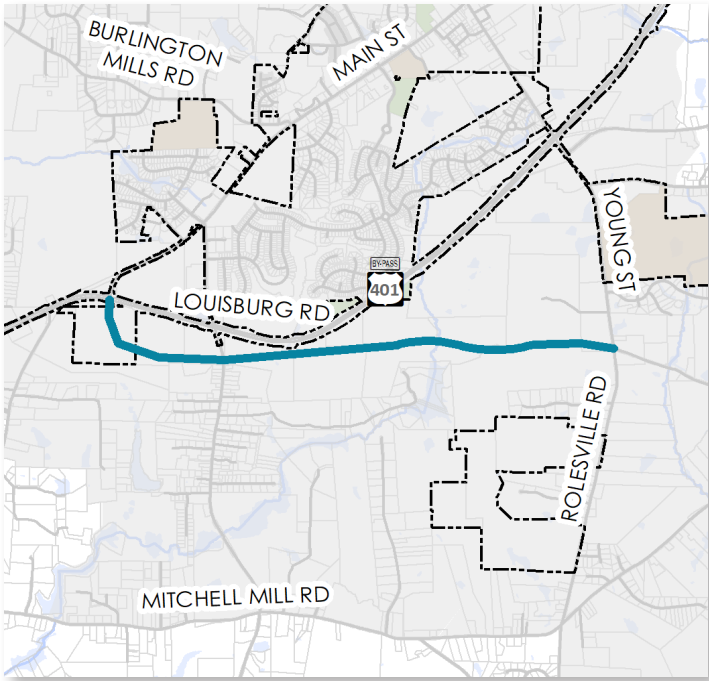 BURLINGTON
MILLS RD
MAIN ST
YOUNG ST
BY-PASS
401
LOUISBURG RD
ROLESVILLE RD
MITCHELL MILL RD